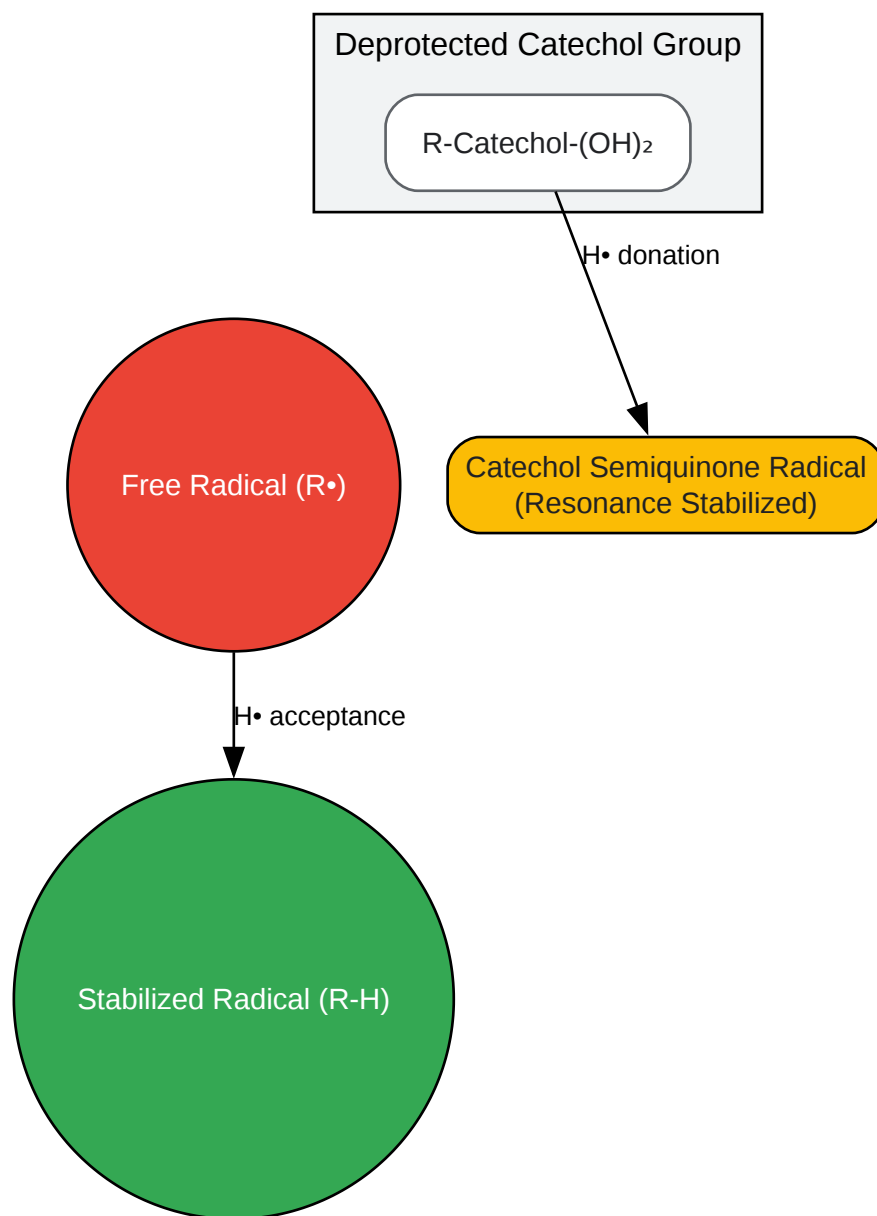 Deprotected Catechol Group
R-Catechol-(OH)₂
H• donation
Free Radical (R•)
Catechol Semiquinone Radical
(Resonance Stabilized)
H• acceptance
Stabilized Radical (R-H)